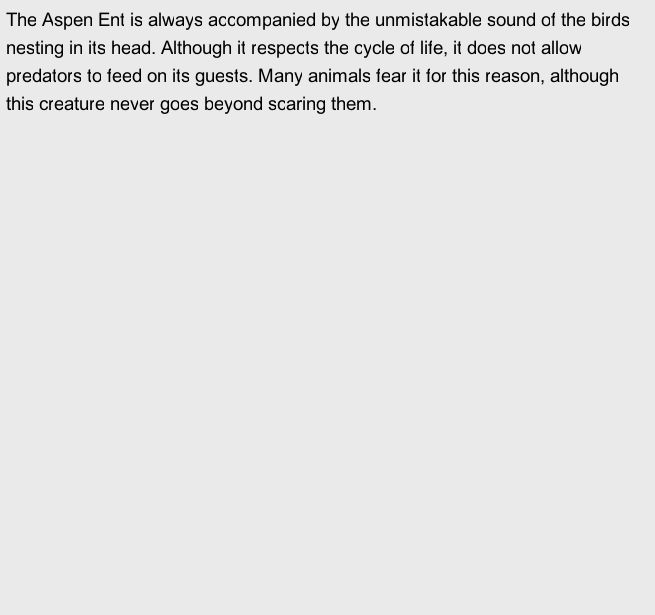 The Aspen Ent is always accompanied by the unmistakable sound of the birds
nesting in its head. Although it respects the cycle of life, it does not allow
predators to feed on its guests. Many animals fear it for this reason, although
this creature never goes beyond scaring them.